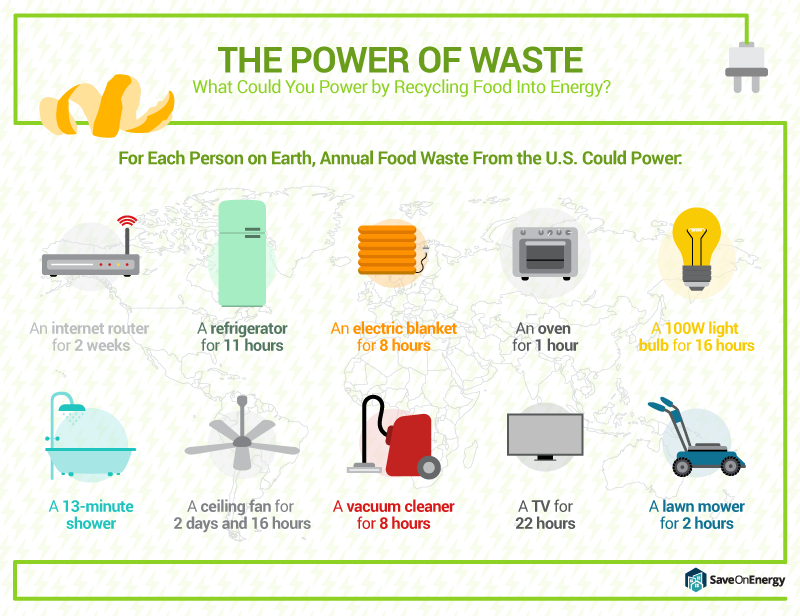 THE POWER OF WASTE
What Could You Power by Recycling Food Into Energy?
For Each Person on Earth, Annual Food Waste From the U.S. Could Power:
An internet router
for 2 weeks
A refrigerator
for 11 hours
An electric blanket
for 8 hours
An oven
for 1 hour
A 100W light
bulb for 16 hours
A 13-minute
shower
A ceiling fan for
2 days and 16 hours
A vacuum cleaner
for 8 hours
A TV for
22 hours
A lawn mower
for 2 hours
SaveOnEnergy